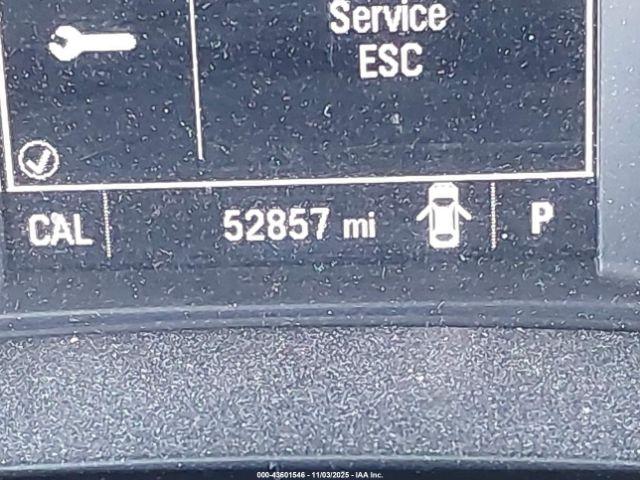 Service
ESC
CAL 52857 mi P
000-43601546 - 11/03/2025 - IAA Inc.